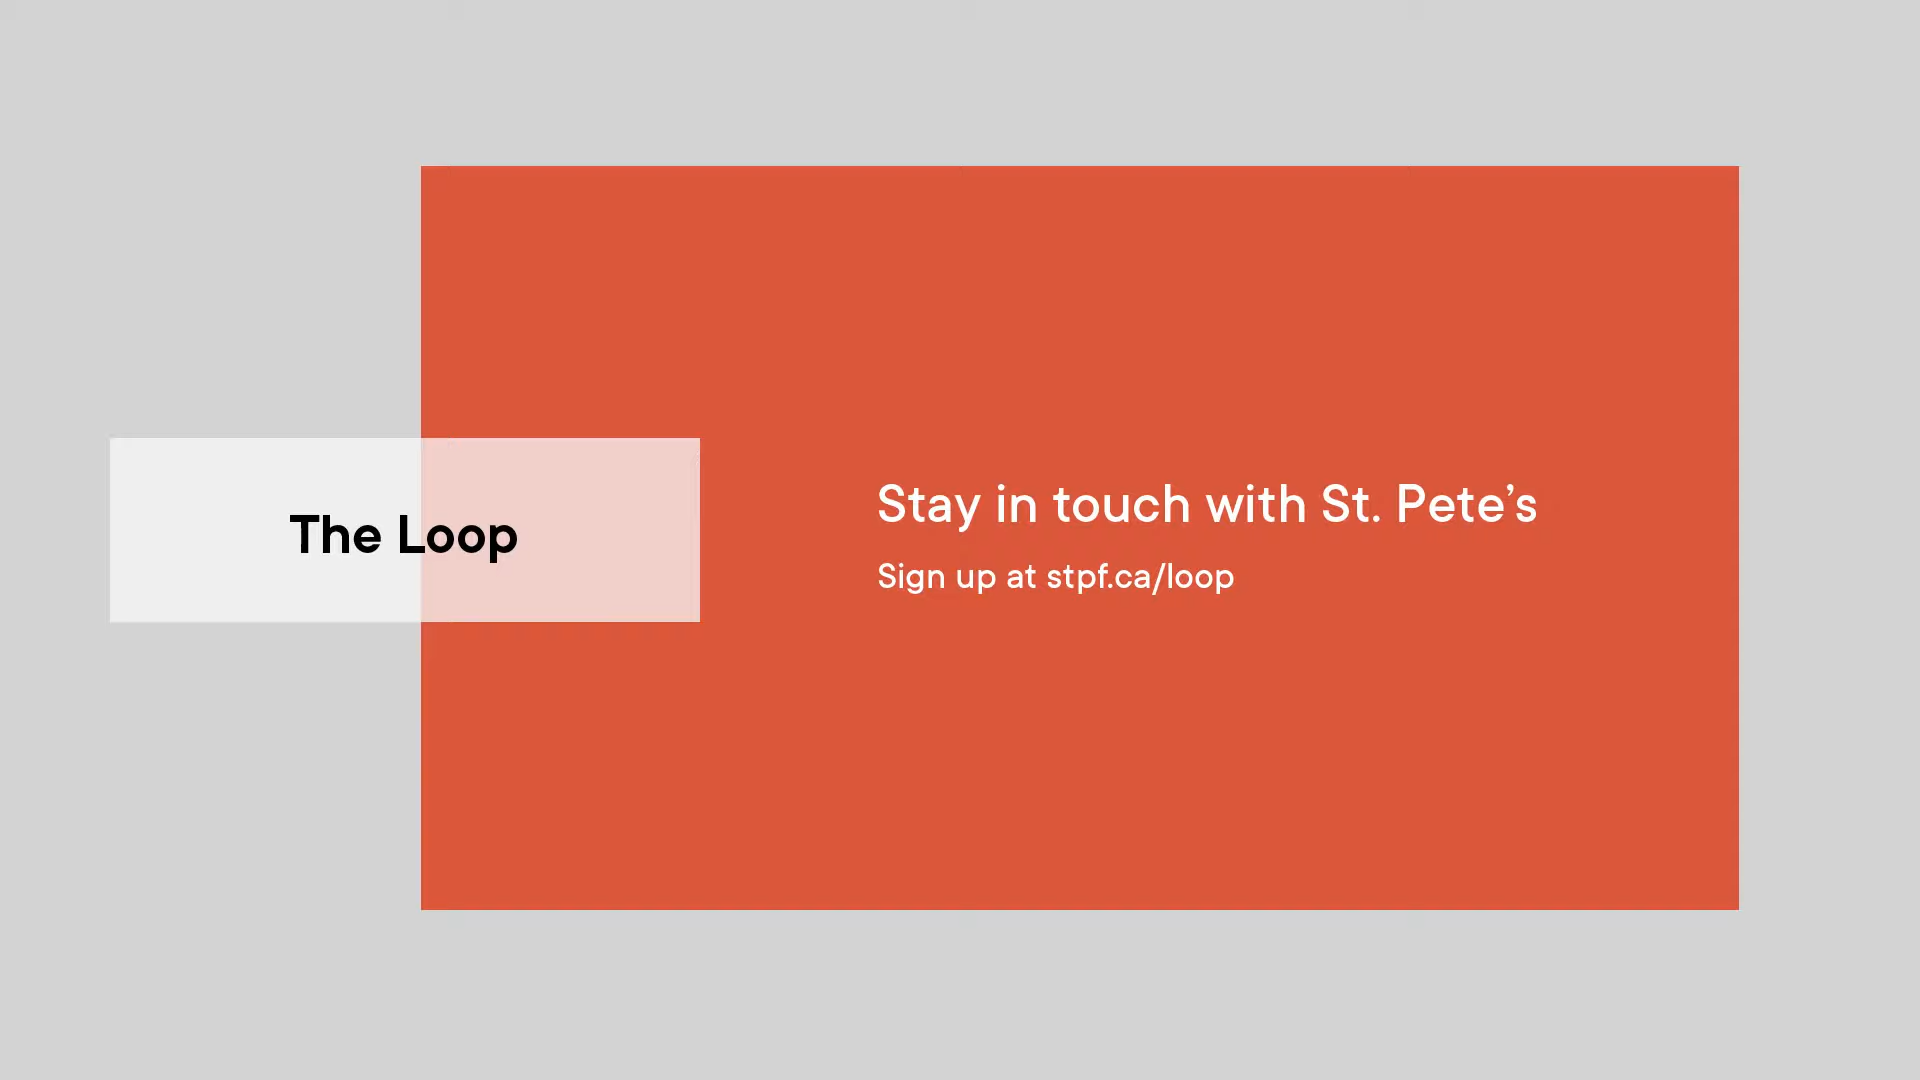 The Loop
Stay in touch with St. Pete’s
Sign up at stpf.ca/loop